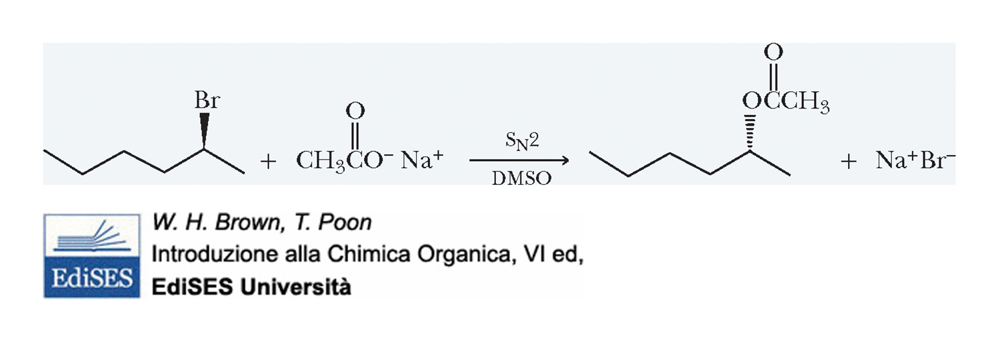 Br + CH₃CO⁻ Na⁺ O SN2 DMSO OCCH₃ O + Na⁺Br⁻
W. H. Brown, T. Poon
Introduzione alla Chimica Organica, VI ed,
EdiSES EdiSES Università